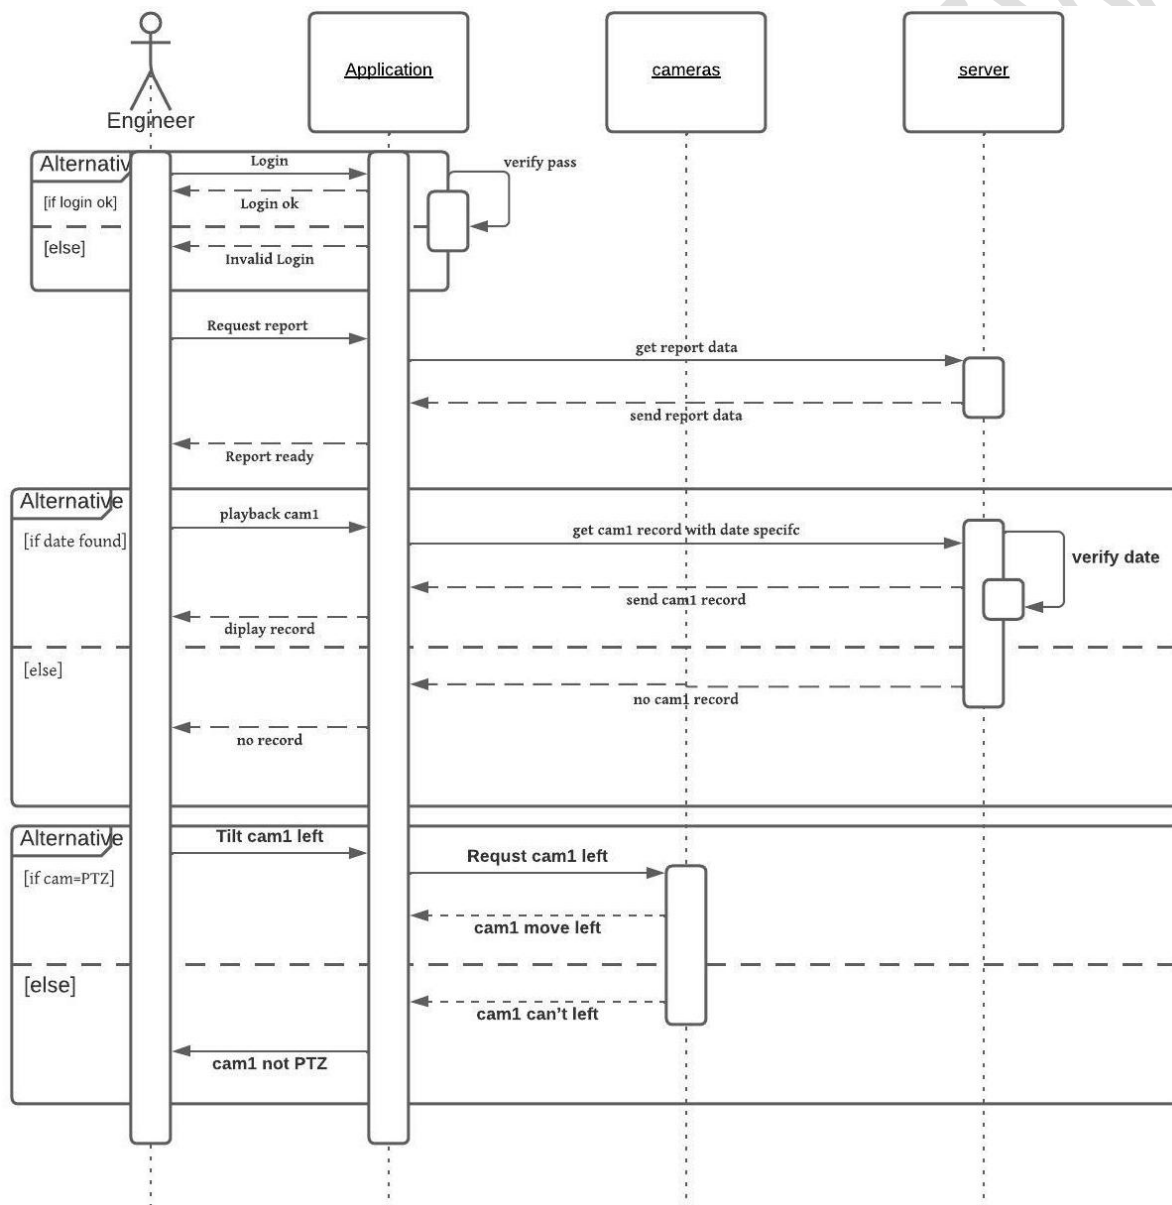 Engineer
Application
cameras
server
Alternativ
Login
verify pass
[if login ok]
Login ok
[else]
Invalid Login
Request report
get report data
send report data
Report ready
Alternative
playback cam1
[if date found]
get cam1 record with date specifc
verify date
send cam1 record
diplay record
[else]
no cam1 record
no record
Alternative
Tilt cam1 left
[if cam=PTZ]
Requst cam1 left
cam1 move left
[else]
cam1 can't left
cam1 not PTZ